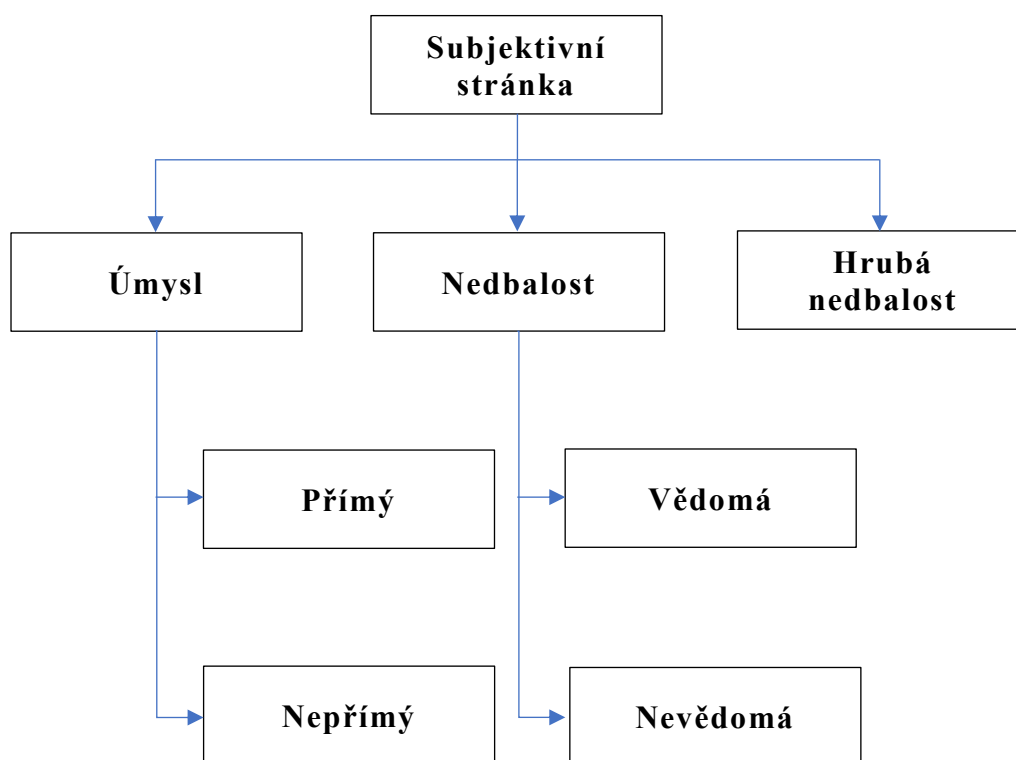 Subjektivní
stránka
Úmysl
Nedbalost
Hrubá
nedbalost
Přímý
Vědomá
Nepřímý
Nevědomá